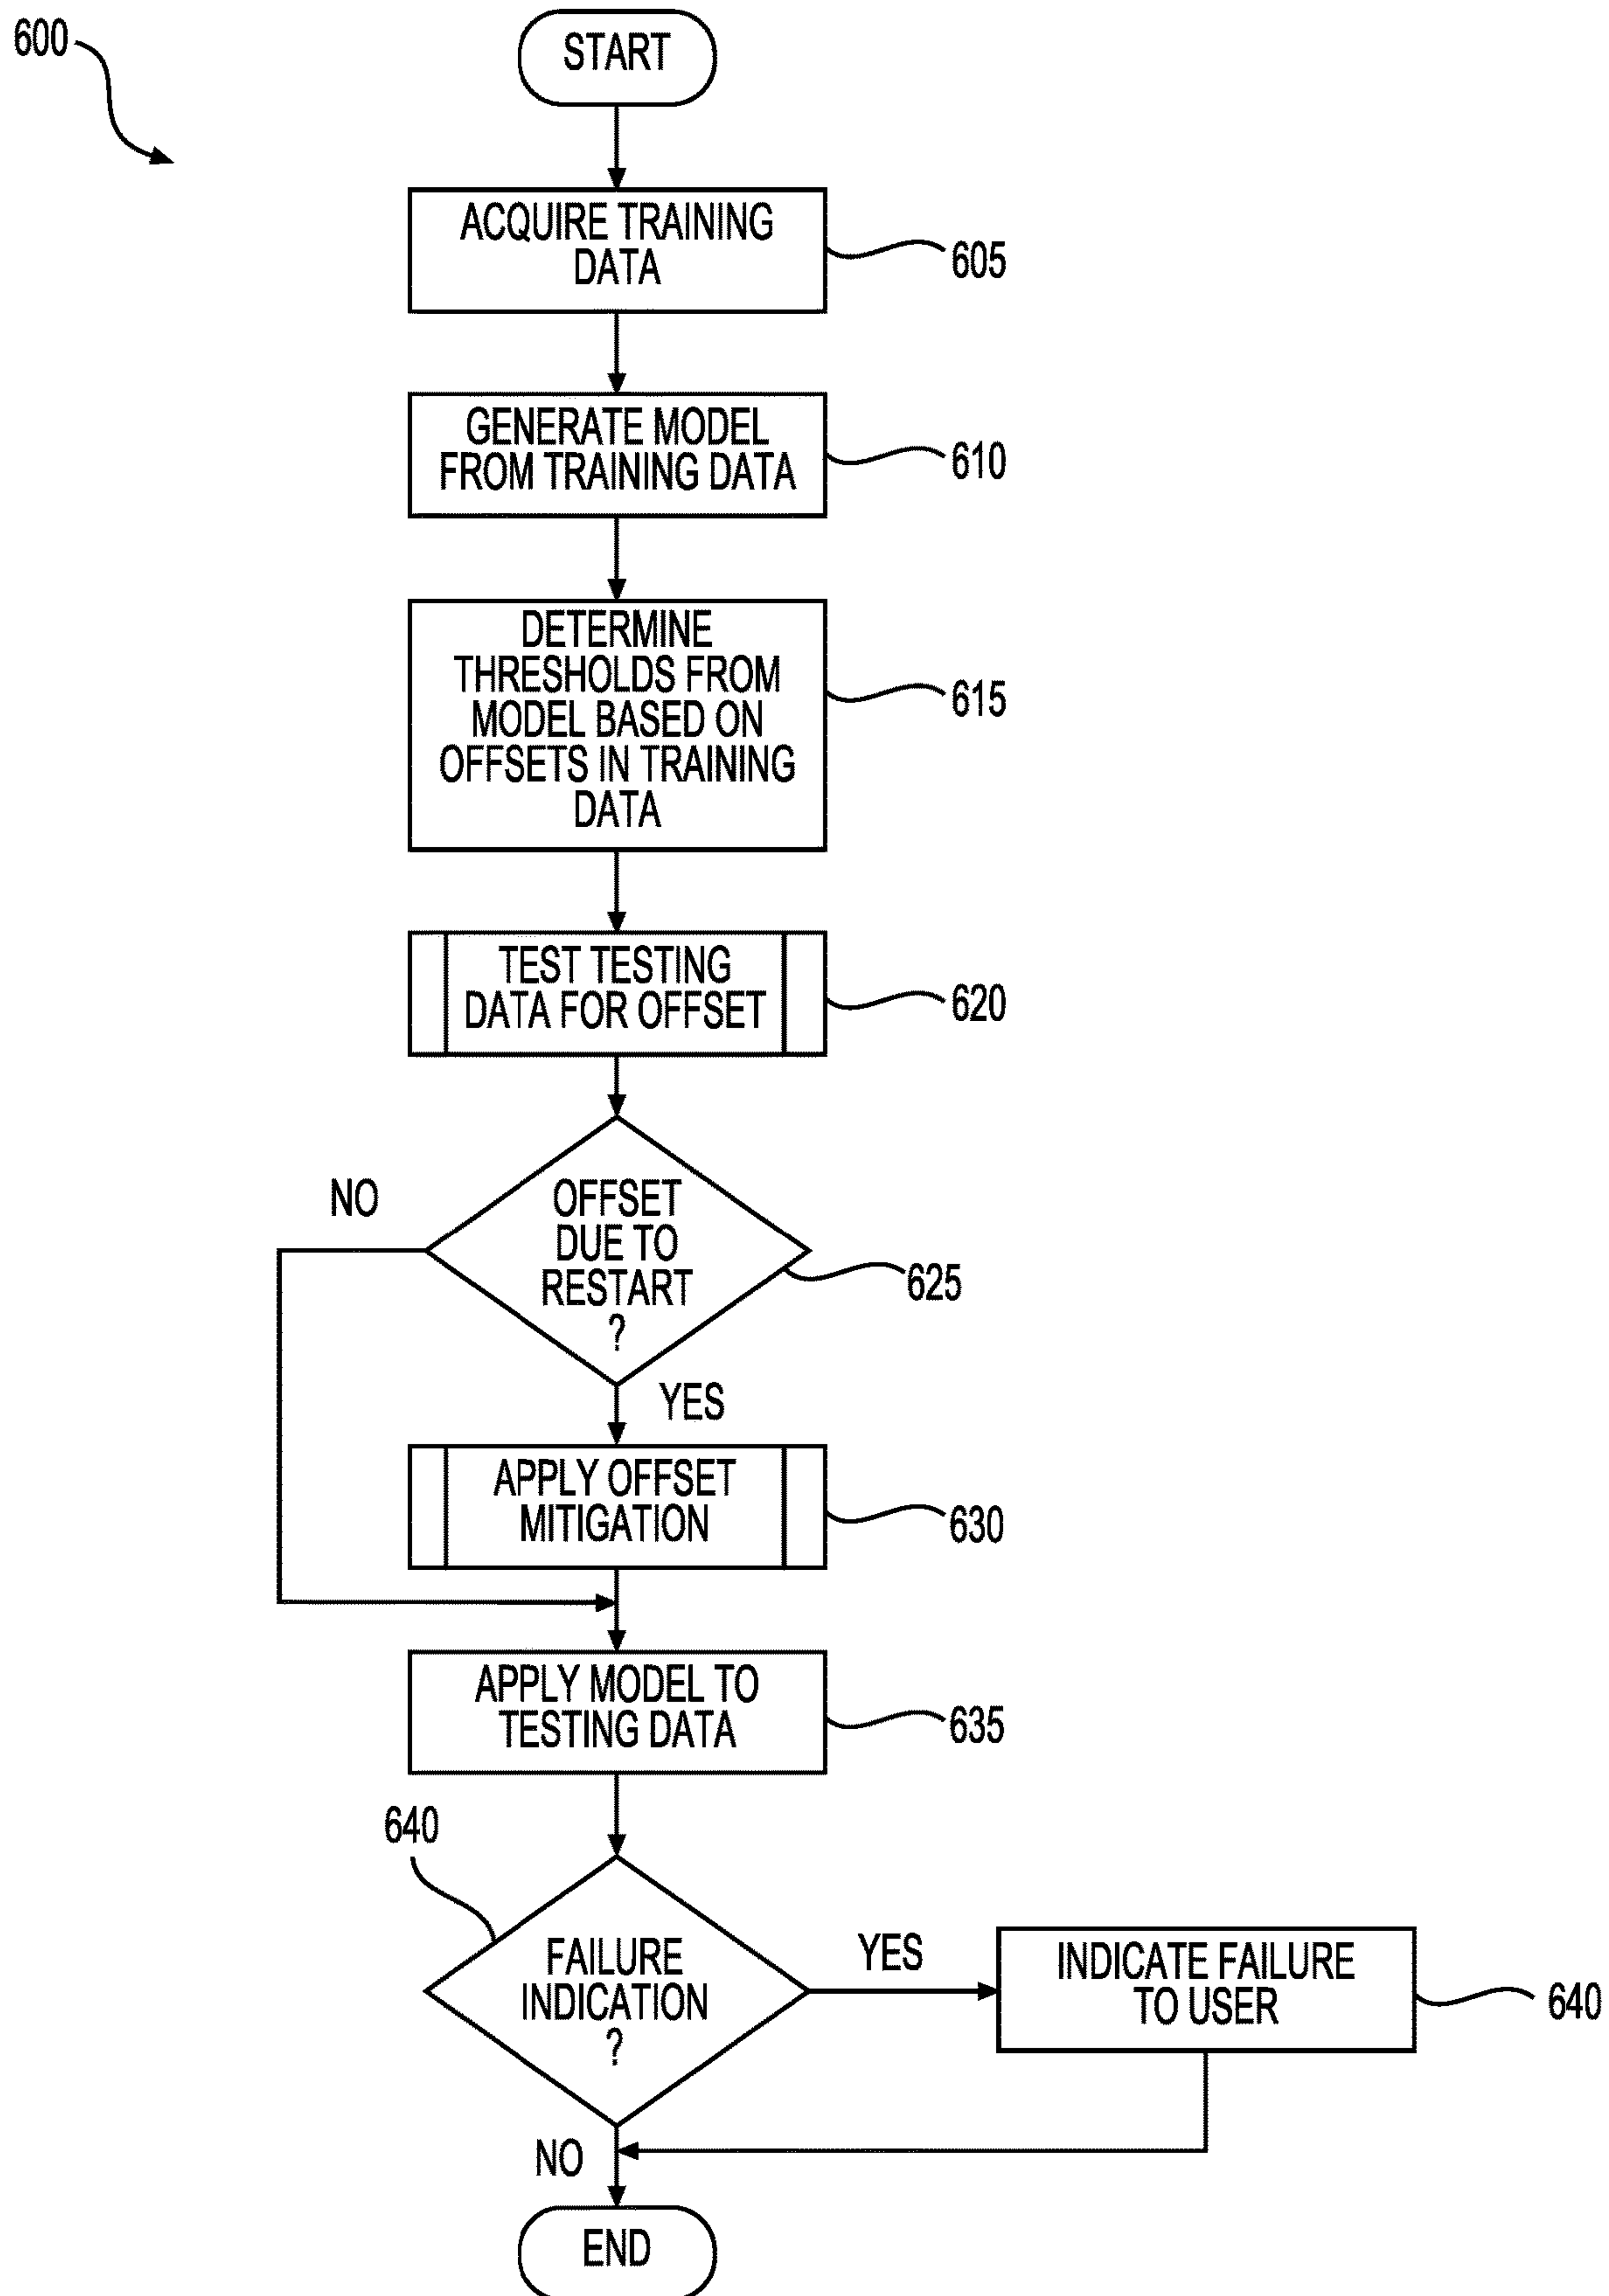 600
START
ACQUIRE TRAINING
DATA
605
GENERATE MODEL
FROM TRAINING DATA
610
DETERMINE
THRESHOLDS FROM
MODEL BASED ON
OFFSETS IN TRAINING
DATA
615
TEST TESTING
DATA FOR OFFSET
620
NO
OFFSET
DUE TO
RESTART
?
625
YES
APPLY OFFSET
MITIGATION
630
APPLY MODEL TO
TESTING DATA
635
640
FAILURE
INDICATION
?
YES
INDICATE FAILURE
TO USER
640
NO
END